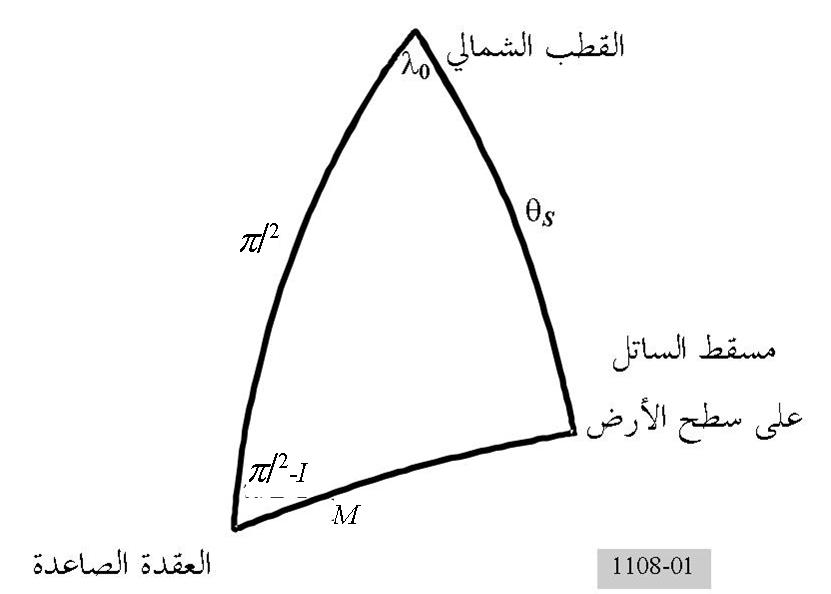 القطب الشمالي
λ0
π/2
θS
مسقط الساتل
على سطح الأرض
π/2-I
M
العقدة الصاعدة
1108-01